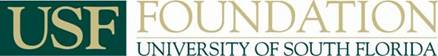 USF FOUNDATION
UNIVERSITY OF SOUTH FLORIDA